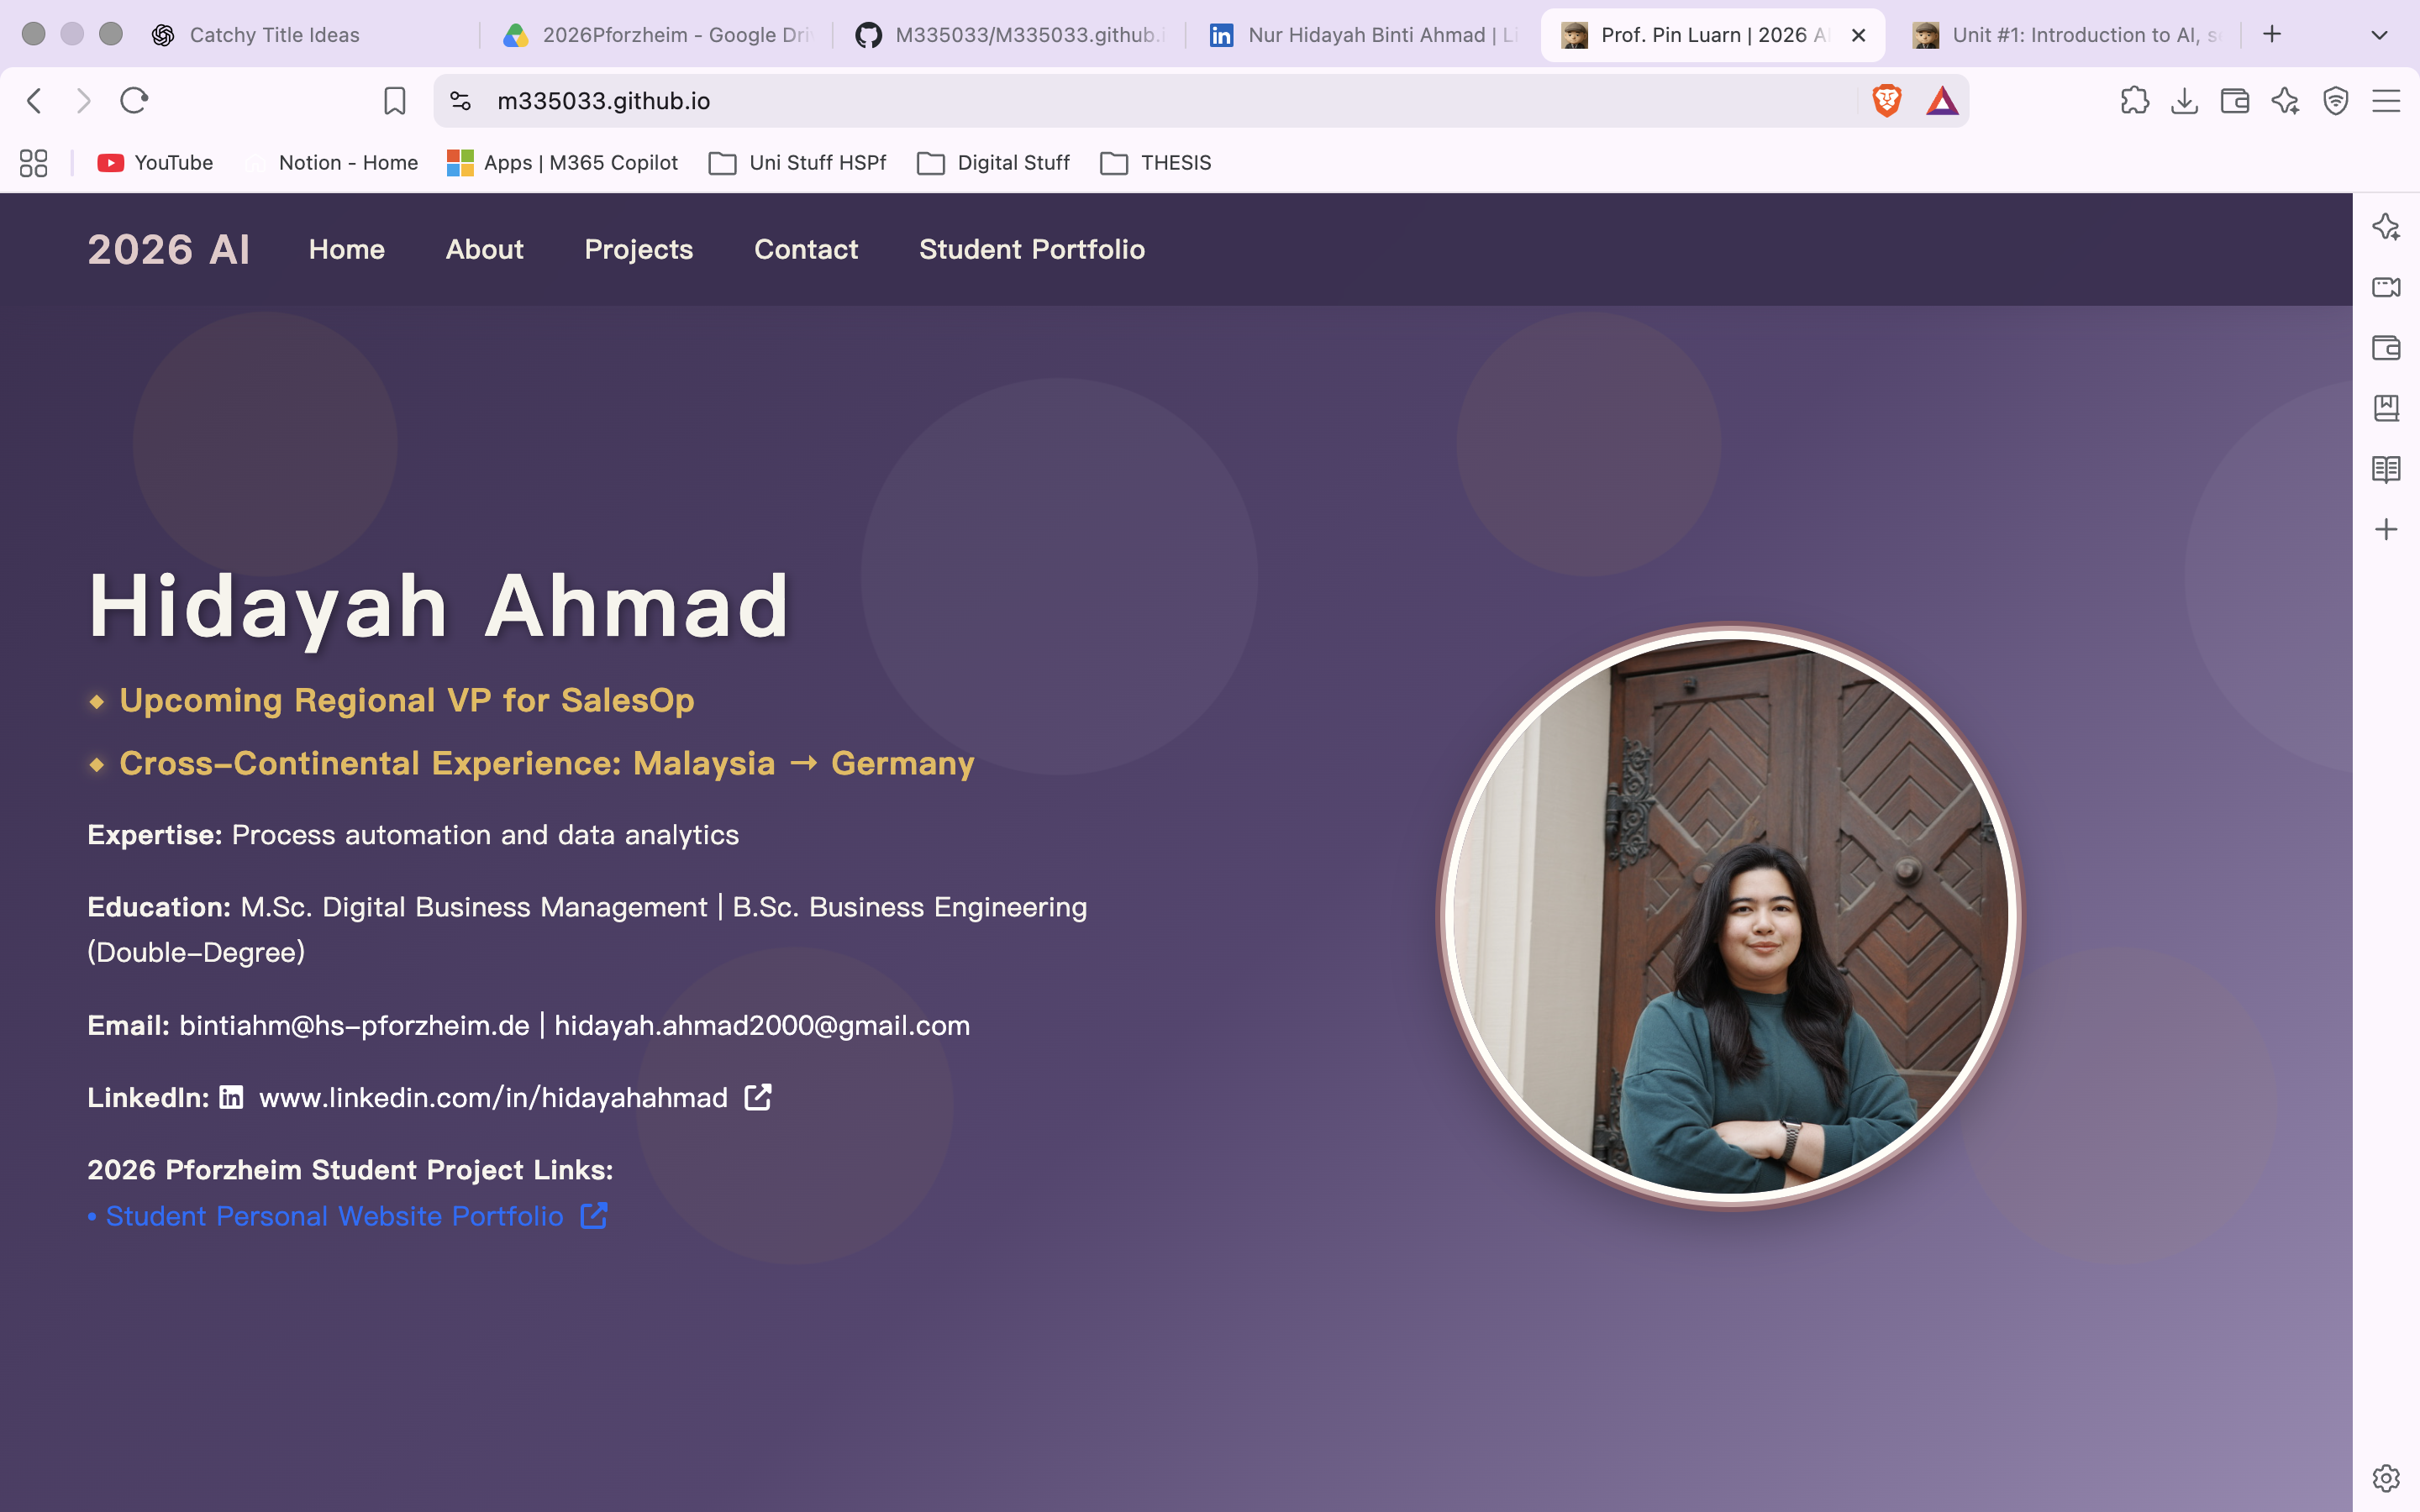 Catchy Title Ideas
2026Pforzheim - Google Dri
M335033/M335033.github.i
Nur Hidayah Binti Ahmad | Li
Prof. Pin Luarn | 2026 A
Unit #1: Introduction to AI, s
m335033.github.io
YouTube
Notion - Home
Apps | M365 Copilot
Uni Stuff HSPf
Digital Stuff
THESIS
2026 AI
Home
About
Projects
Contact
Student Portfolio
Hidayah Ahmad
◆ Upcoming Regional VP for SalesOp
◆ Cross-Continental Experience: Malaysia → Germany
Expertise: Process automation and data analytics
Education: M.Sc. Digital Business Management | B.Sc. Business Engineering
(Double-Degree)
Email: bintiahm@hs-pforzheim.de | hidayah.ahmad2000@gmail.com
LinkedIn: in www.linkedin.com/in/hidayahahmad
2026 Pforzheim Student Project Links:
• Student Personal Website Portfolio